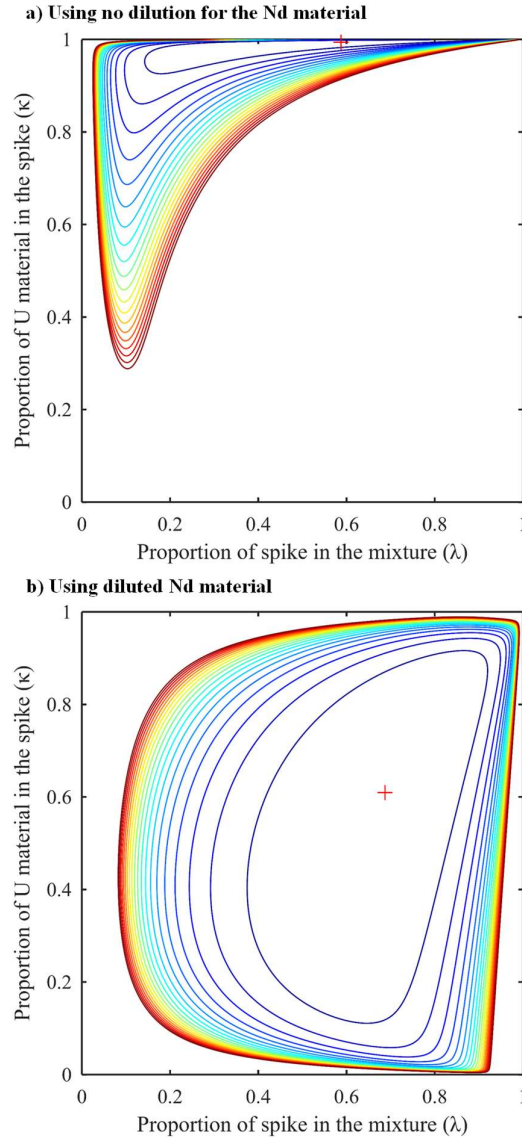 a) Using no dilution for the Nd material
1
0.8
0.6
0.4
0.2
0
Proportion of U material in the spike (κ)
0 0.2 0.4 0.6 0.8 1
Proportion of spike in the mixture (λ)
b) Using diluted Nd material
1
0.8
0.6
0.4
0.2
0
Proportion of U material in the spike (κ)
0 0.2 0.4 0.6 0.8 1
Proportion of spike in the mixture (λ)